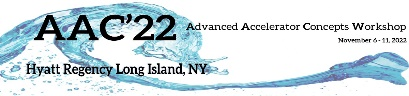 AAC'22
Advanced Accelerator Concepts Workshop
November 6 - 11, 2022
Hyatt Regency Long Island, NY